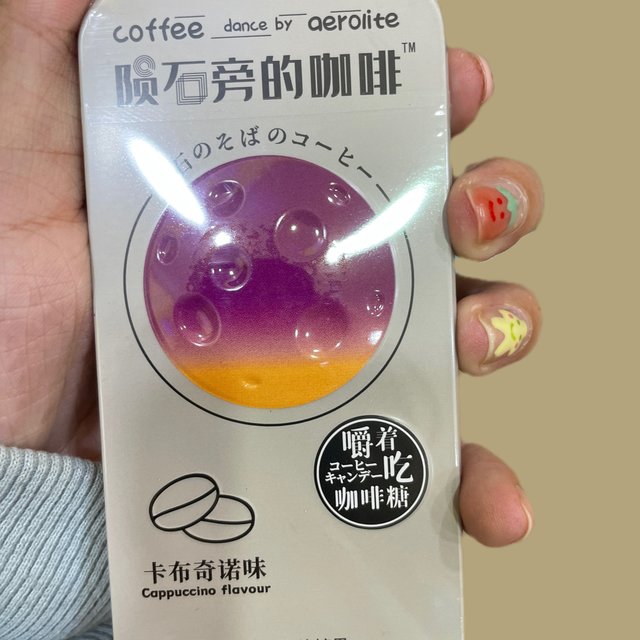 coffee dance by aerolite
陨石旁的咖啡™
石のそばのコーヒー
嚼着吃
コーヒー
キャンデー
咖啡糖
卡布奇诺味
Cappuccino flavour